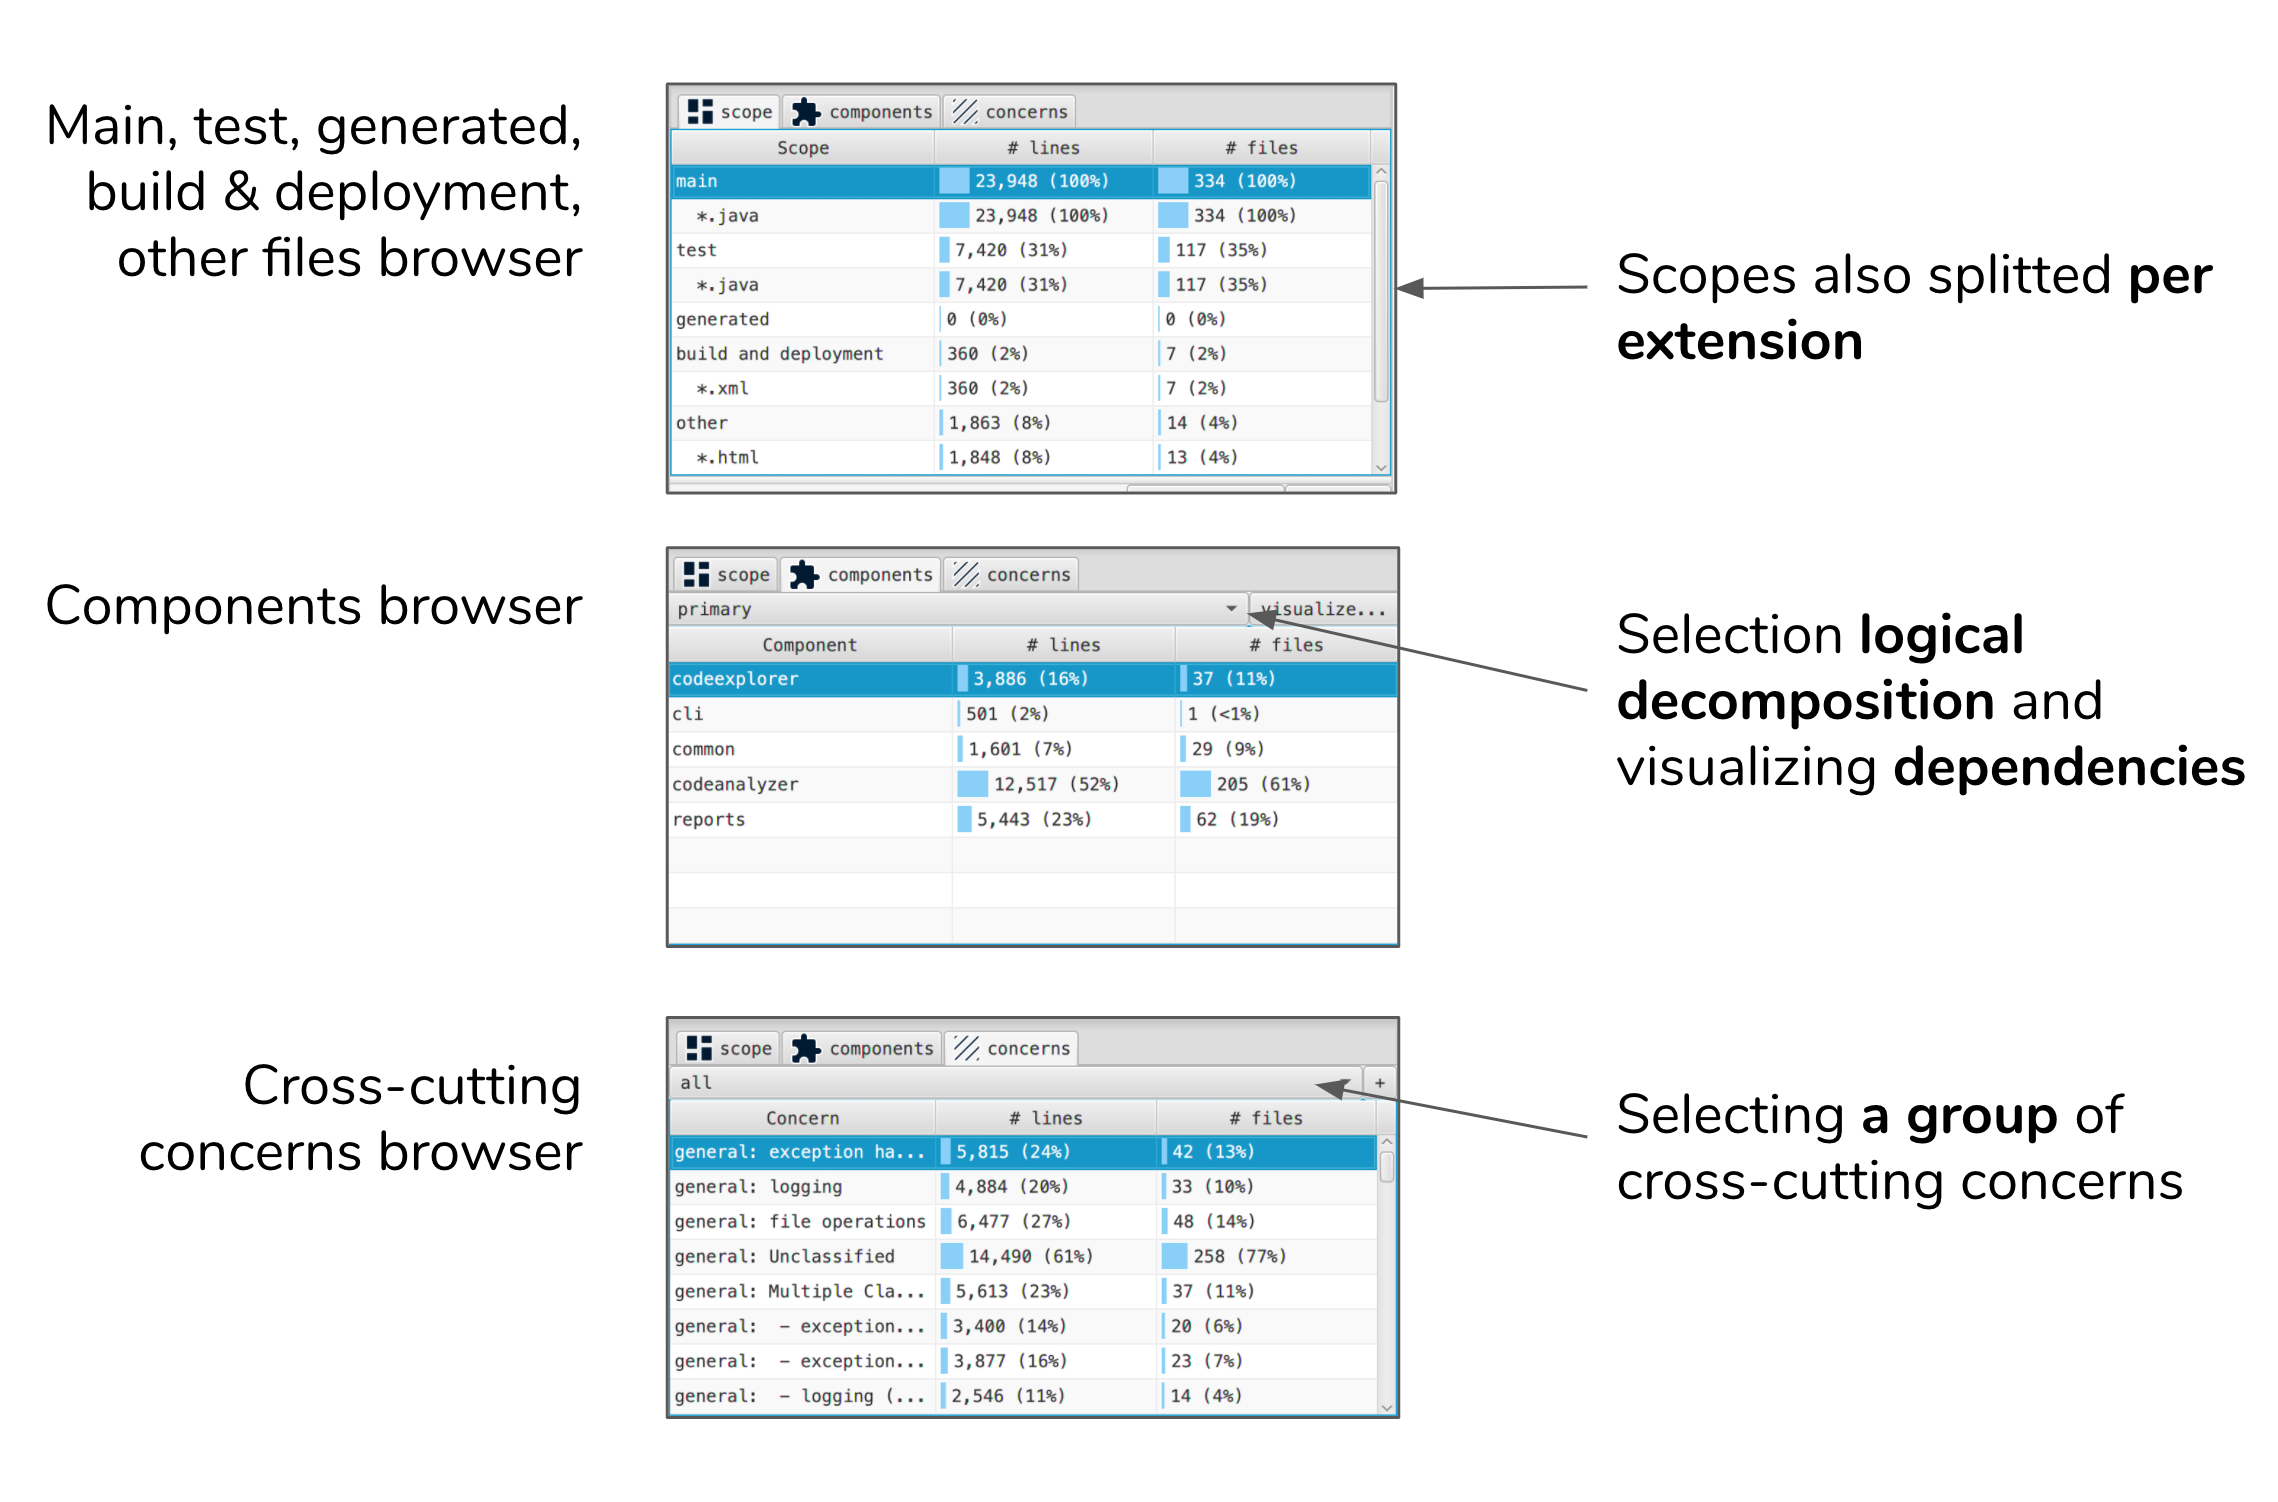 Main, test, generated,
build & deployment,
other files browser
scope components concerns
Scope # lines # files
main 23,948 (100%) 334 (100%)
*.java 23,948 (100%) 334 (100%)
test 7,420 (31%) 117 (35%)
*.java 7,420 (31%) 117 (35%)
generated 0 (0%) 0 (0%)
build and deployment 360 (2%) 7 (2%)
*.xml 360 (2%) 7 (2%)
other 1,863 (8%) 14 (4%)
*.html 1,848 (8%) 13 (4%)
Scopes also splitted per
extension
Components browser
scope components concerns
primary visualize...
Component # lines # files
codeexplorer 3,886 (16%) 37 (11%)
cli 501 (2%) 1 (<1%)
common 1,601 (7%) 29 (9%)
codeanalyzer 12,517 (52%) 205 (61%)
reports 5,443 (23%) 62 (19%)
Selection logical
decomposition and
visualizing dependencies
Cross-cutting
concerns browser
scope components concerns
all +
Concern # lines # files
general: exception ha... 5,815 (24%) 42 (13%)
general: logging 4,884 (20%) 33 (10%)
general: file operations 6,477 (27%) 48 (14%)
general: Unclassified 14,490 (61%) 258 (77%)
general: Multiple Cla... 5,613 (23%) 37 (11%)
general: - exception... 3,400 (14%) 20 (6%)
general: - exception... 3,877 (16%) 23 (7%)
general: - logging (... 2,546 (11%) 14 (4%)
Selecting a group of
cross-cutting concerns